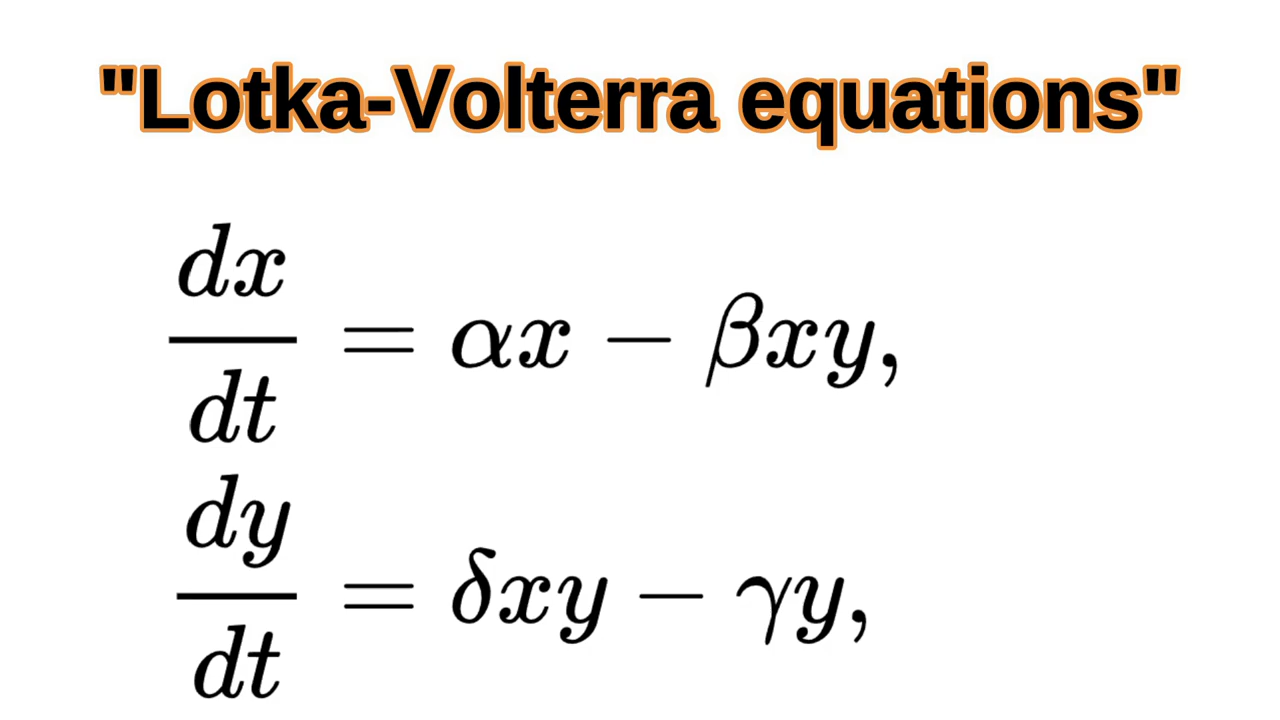 "Lotka-Volterra equations"
dx/dt = αx − βxy,
dy/dt = δxy − γy,